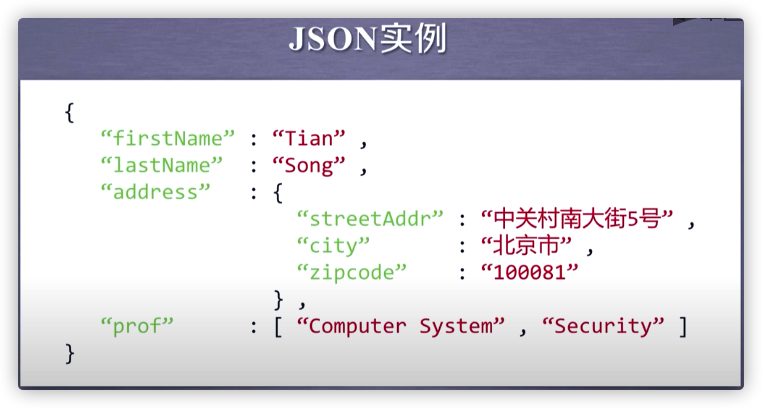 JSON实例
{
“firstName” : “Tian” ,
“lastName” : “Song” ,
“address” : {
“streetAddr” : “中关村南大街5号” ,
“city” : “北京市” ,
“zipcode” : “100081”
} ,
“prof” : [ “Computer System” , “Security” ]
}